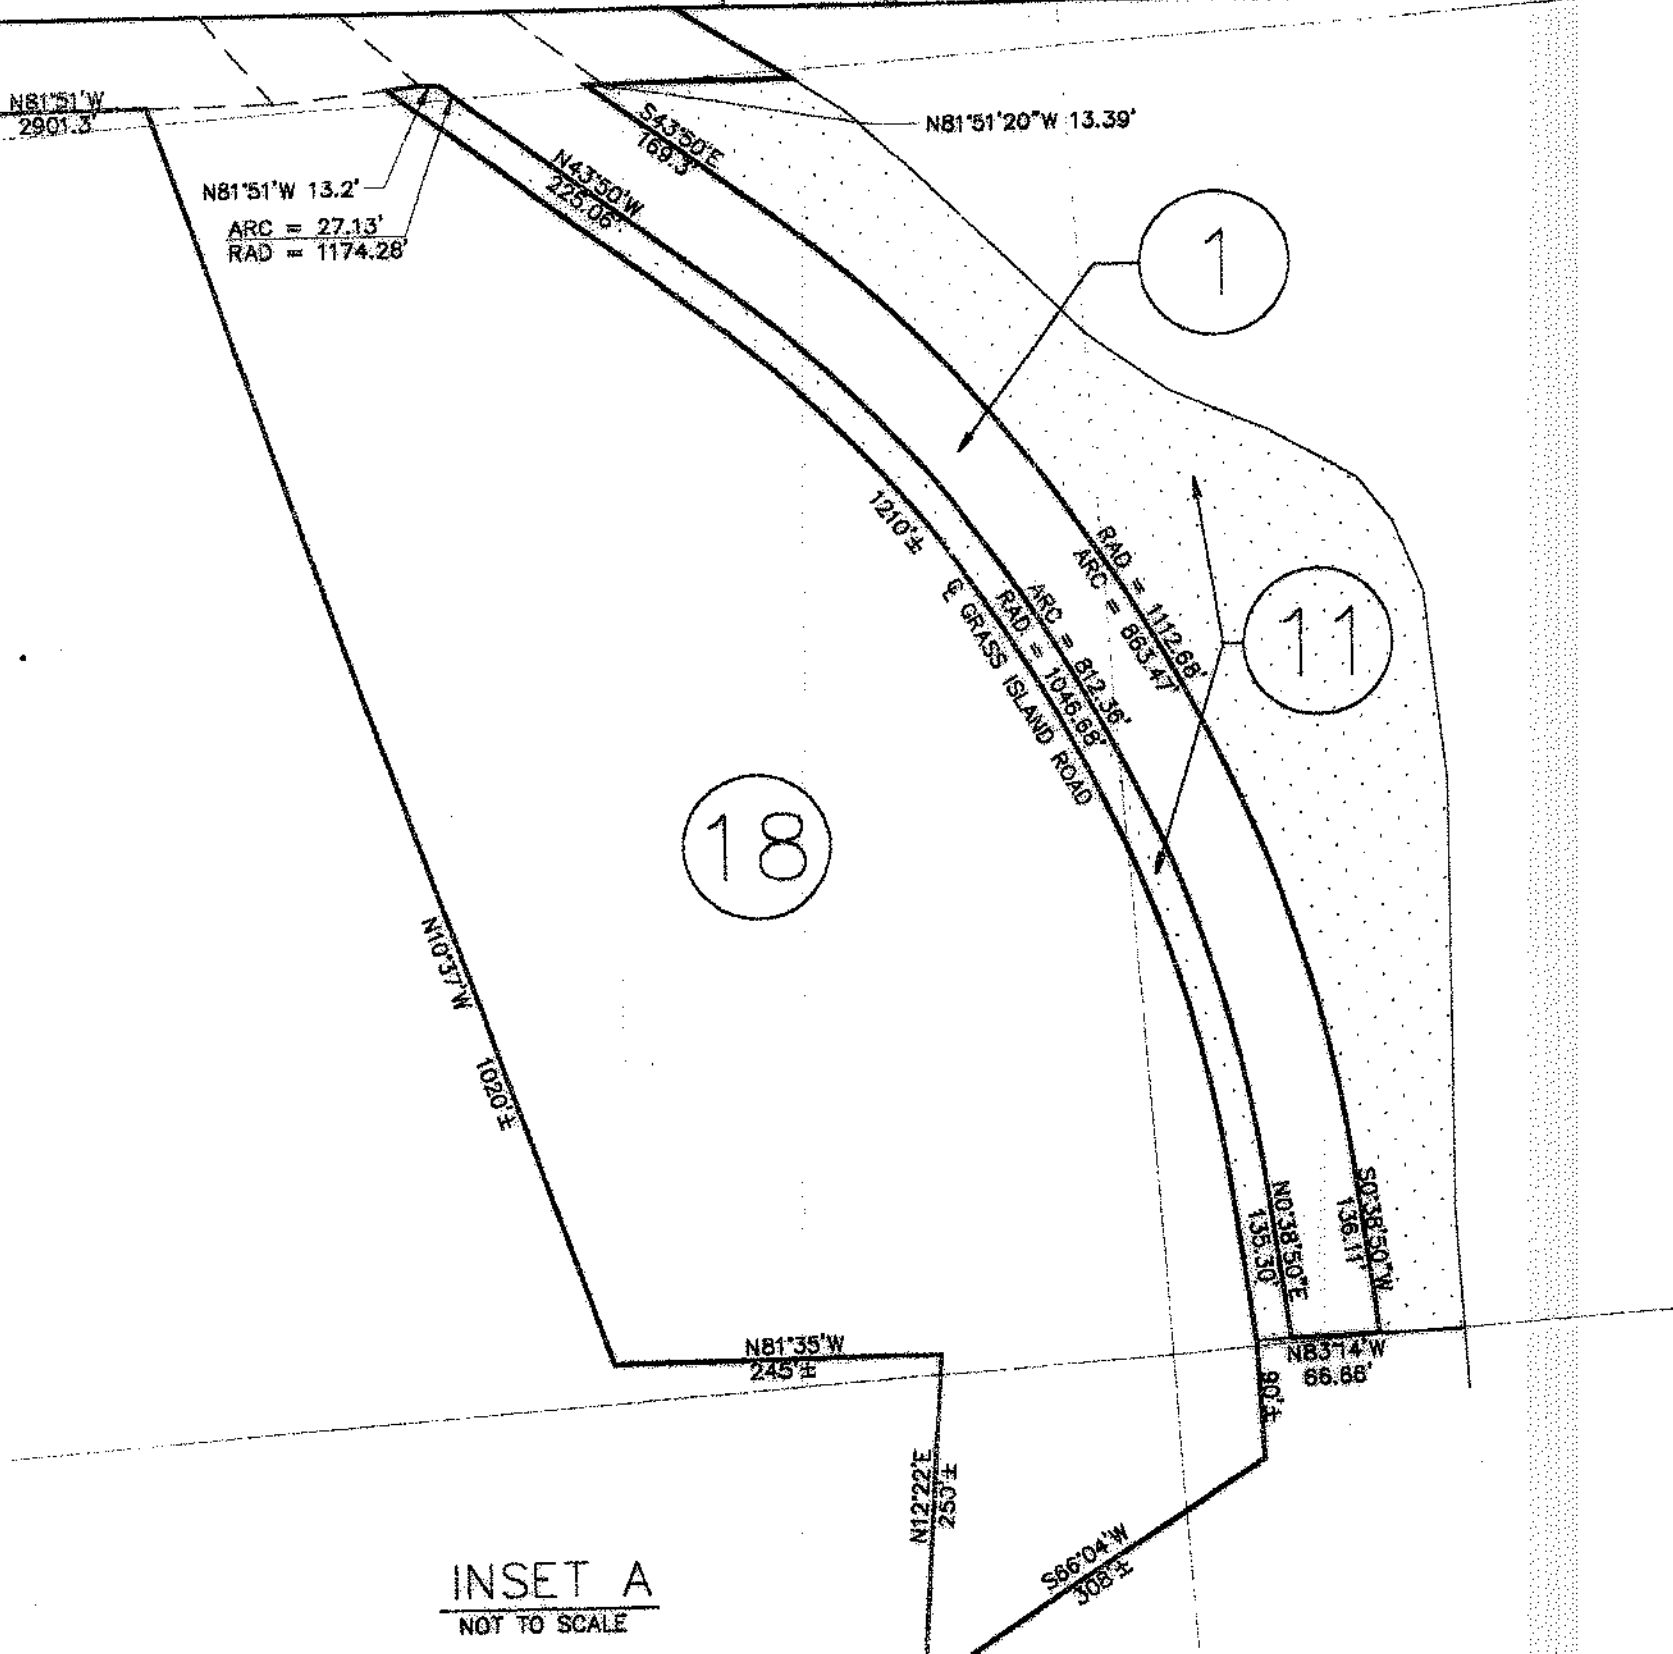 N81°51'W
2901.3'
N81°51'W 13.2'
ARC = 27.13'
RAD = 1174.28'
N43°50'W
225.06'
S43°50'E
169.3'
N81°51'20"W 13.39'
1
11
18
1210'±
℄ GRASS ISLAND ROAD
ARC = 812.36'
RAD = 1046.68'
RAD = 1112.68'
ARC = 863.47'
N10°37'W
1020'±
N0°38'50"E
135.30'
S0°38'50"W
136.11'
N81°35'W
245'±
N83°14'W
66.66'
90'±
N12°22'E
250'±
S66°04'W
308'±
INSET A
NOT TO SCALE